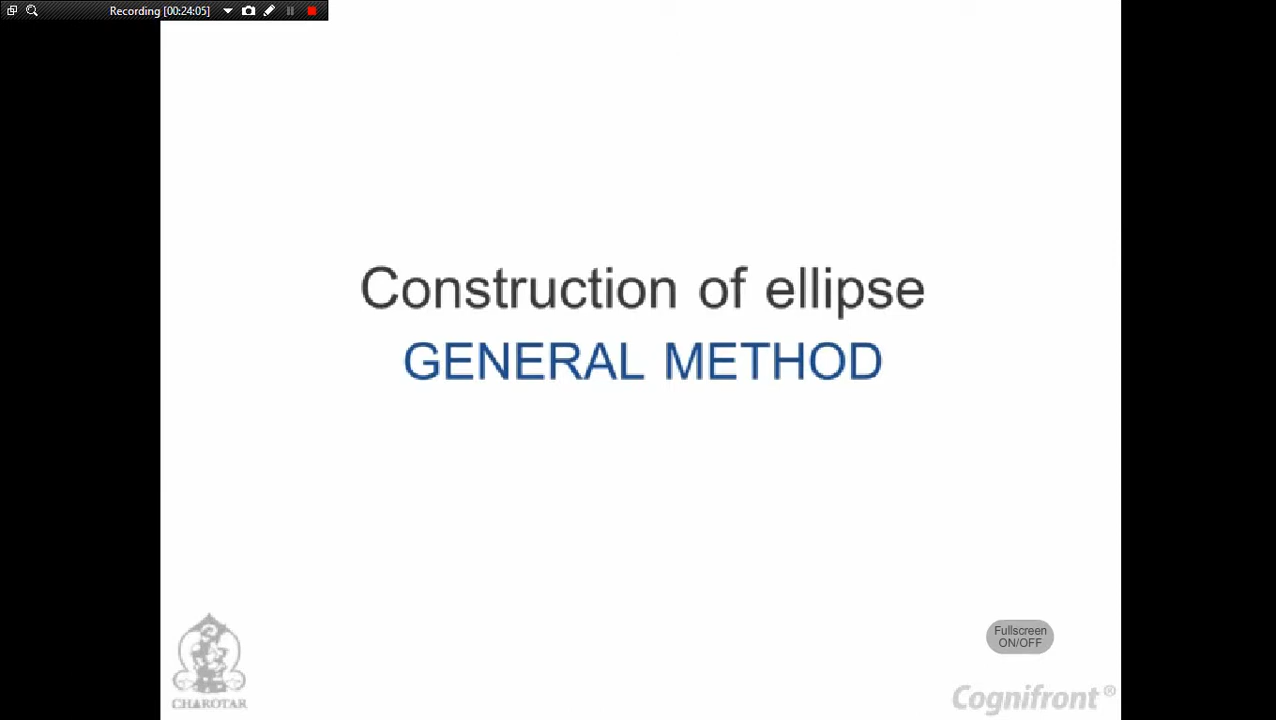 Recording [00:24:05]
Construction of ellipse
GENERAL METHOD
Fullscreen
ON/OFF
CHAROTAR
Cognifront ®